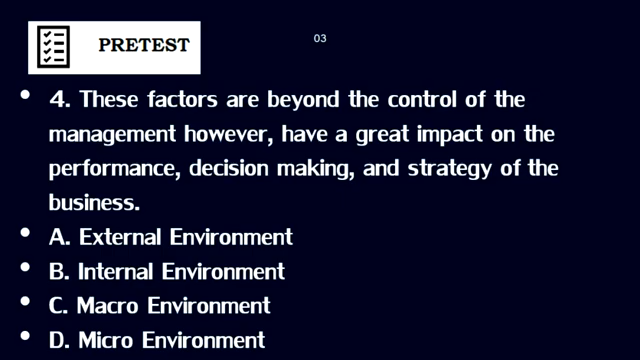 PRETEST
03
• 4. These factors are beyond the control of the
management however, have a great impact on the
performance, decision making, and strategy of the
business.
• A. External Environment
• B. Internal Environment
• C. Macro Environment
• D. Micro Environment